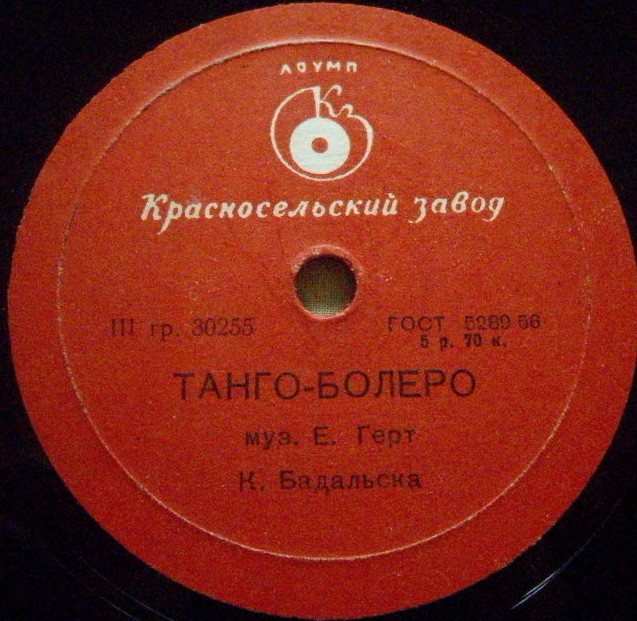 ЛОУМП
Кз
Красносельский завод
III гр. 30255
ГОСТ 5289 56
5 р. 70 к.
ТАНГО-БОЛЕРО
муз. Е. Герт
К. Бадальска